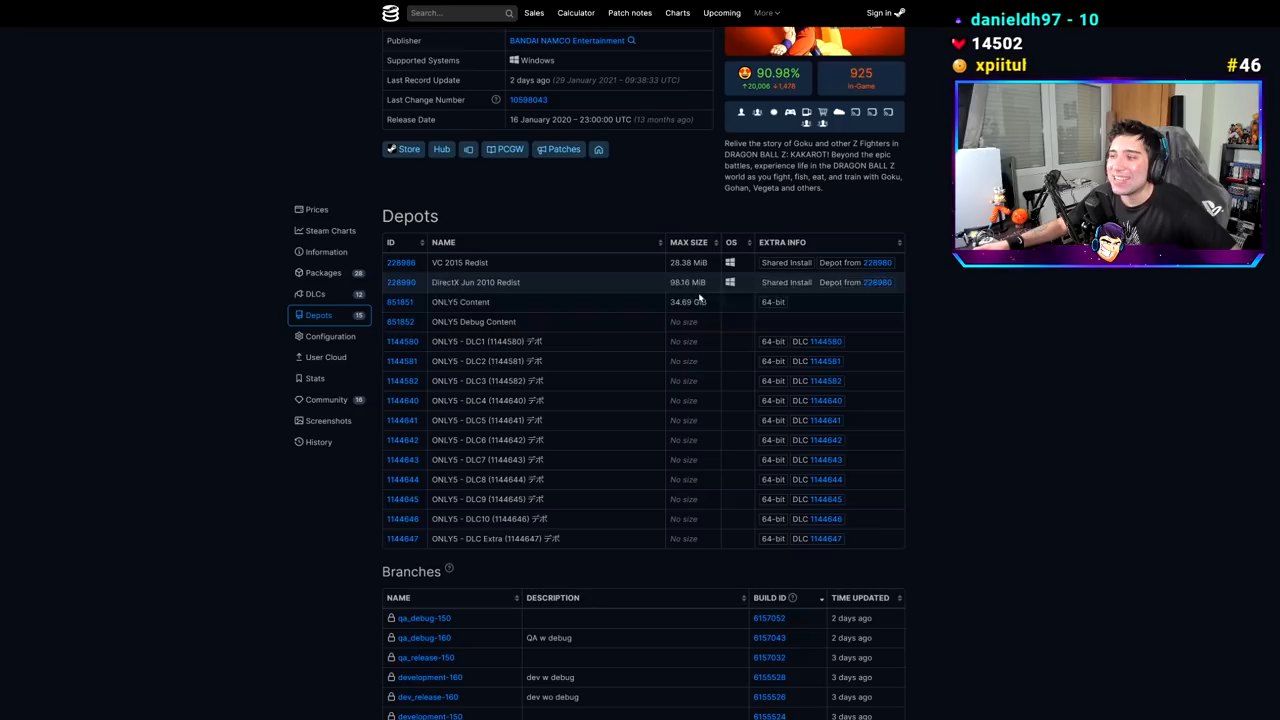 Search...
Sales
Calculator
Patch notes
Charts
Upcoming
More
Sign in
danieldh97 - 10
14502
xpiitul
#46
Publisher
BANDAI NAMCO Entertainment
Supported Systems
Windows
Last Record Update
2 days ago (29 January 2021 – 09:38:33 UTC)
Last Change Number
10598043
Release Date
16 January 2020 – 23:00:00 UTC (13 months ago)
90.98%
↑20,006 ↓1,478
925
In-Game
Store
Hub
PCGW
Patches
Relive the story of Goku and other Z Fighters in
DRAGON BALL Z: KAKAROT! Beyond the epic
battles, experience life in the DRAGON BALL Z
world as you fight, fish, eat, and train with Goku,
Gohan, Vegeta and others.
Prices
Steam Charts
Information
Packages 28
DLCs 12
Depots 15
Configuration
User Cloud
Stats
Community 16
Screenshots
History
Depots
ID NAME MAX SIZE OS EXTRA INFO
228986 VC 2015 Redist 28.38 MiB Shared Install Depot from 228980
228990 DirectX Jun 2010 Redist 98.16 MiB Shared Install Depot from 228980
851851 ONLY5 Content 34.69 GiB 64-bit
851852 ONLY5 Debug Content No size
1144580 ONLY5 - DLC1 (1144580) デポ No size 64-bit DLC 1144580
1144581 ONLY5 - DLC2 (1144581) デポ No size 64-bit DLC 1144581
1144582 ONLY5 - DLC3 (1144582) デポ No size 64-bit DLC 1144582
1144640 ONLY5 - DLC4 (1144640) デポ No size 64-bit DLC 1144640
1144641 ONLY5 - DLC5 (1144641) デポ No size 64-bit DLC 1144641
1144642 ONLY5 - DLC6 (1144642) デポ No size 64-bit DLC 1144642
1144643 ONLY5 - DLC7 (1144643) デポ No size 64-bit DLC 1144643
1144644 ONLY5 - DLC8 (1144644) デポ No size 64-bit DLC 1144644
1144645 ONLY5 - DLC9 (1144645) デポ No size 64-bit DLC 1144645
1144646 ONLY5 - DLC10 (1144646) デポ No size 64-bit DLC 1144646
1144647 ONLY5 - DLC Extra (1144647) デポ No size 64-bit DLC 1144647
Branches
NAME DESCRIPTION BUILD ID TIME UPDATED
qa_debug-150 6157052 2 days ago
qa_debug-160 QA w debug 6157043 2 days ago
qa_release-150 6157032 3 days ago
development-160 dev w debug 6155528 3 days ago
dev_release-160 dev wo debug 6155526 3 days ago
development-150 6155524 3 days ago